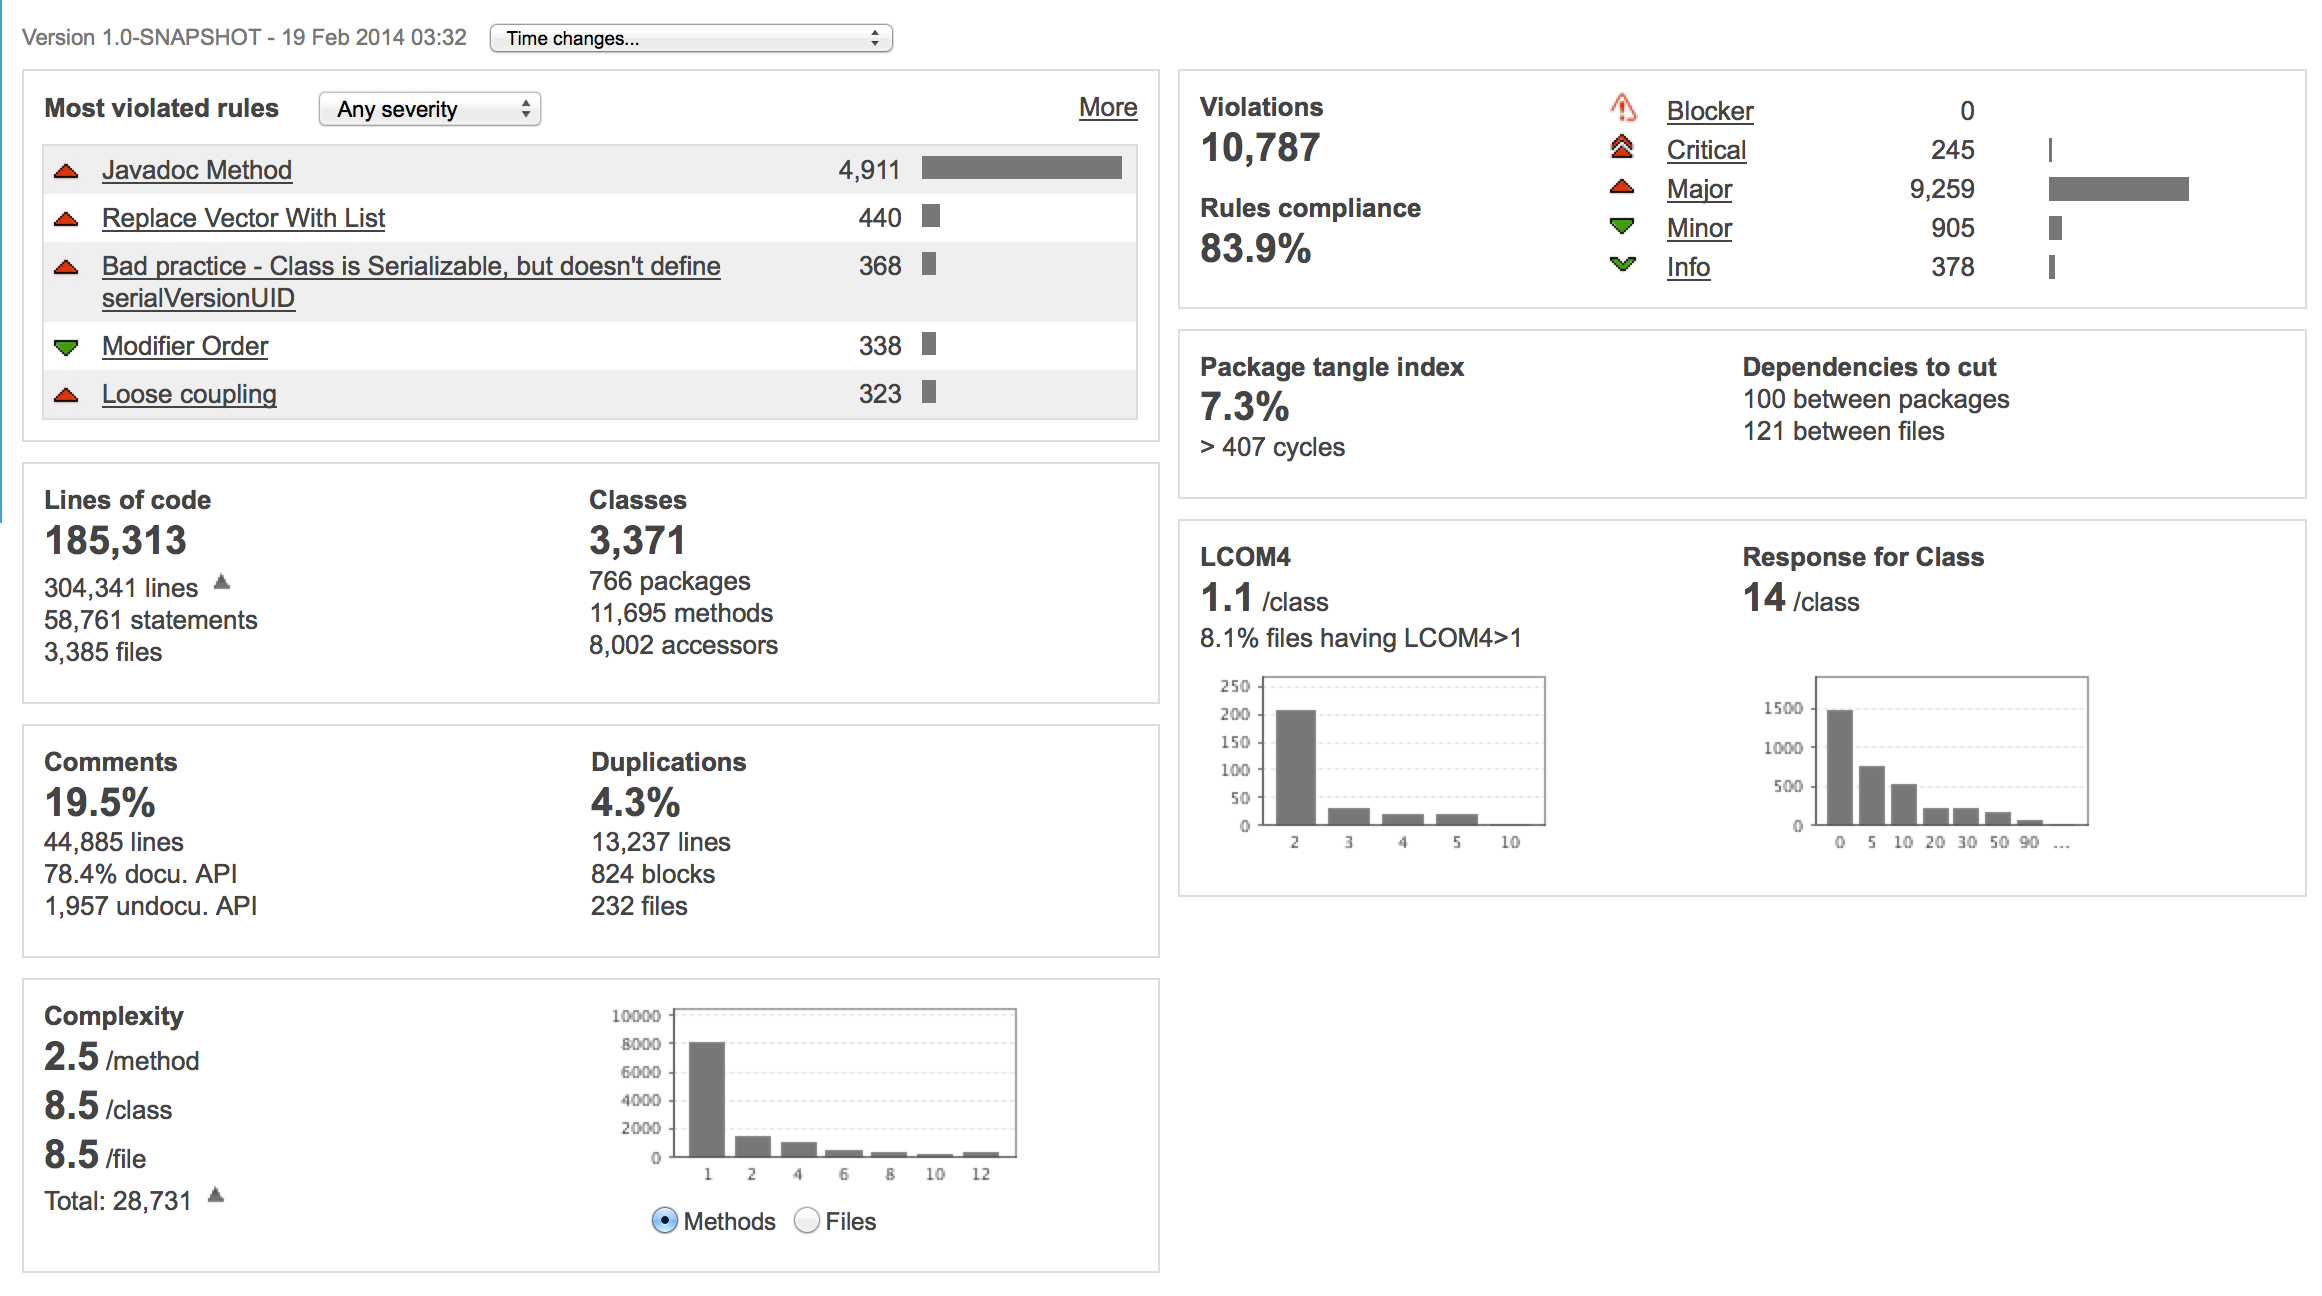 Version 1.0-SNAPSHOT - 19 Feb 2014 03:32 Time changes...
Most violated rules Any severity More
Javadoc Method 4,911
Replace Vector With List 440
Bad practice - Class is Serializable, but doesn't define 368
serialVersionUID
Modifier Order 338
Loose coupling 323
Lines of code
185,313
304,341 lines
58,761 statements
3,385 files
Classes
3,371
766 packages
11,695 methods
8,002 accessors
Comments
19.5%
44,885 lines
78.4% docu. API
1,957 undocu. API
Duplications
4.3%
13,237 lines
824 blocks
232 files
Complexity
2.5 /method
8.5 /class
8.5 /file
Total: 28,731
10000
8000
6000
4000
2000
0
1 2 4 6 8 10 12
Methods Files
Violations
10,787
Rules compliance
83.9%
Blocker 0
Critical 245
Major 9,259
Minor 905
Info 378
Package tangle index
7.3%
> 407 cycles
Dependencies to cut
100 between packages
121 between files
LCOM4
1.1 /class
8.1% files having LCOM4>1
250
200
150
100
50
0
2 3 4 5 10
Response for Class
14 /class
1500
1000
500
0
0 5 10 20 30 50 90 ...